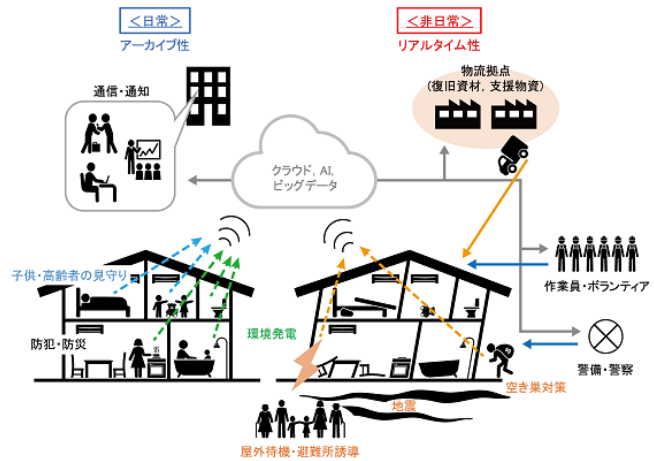 ＜日常＞
アーカイブ性
＜非日常＞
リアルタイム性
通信・通知
物流拠点
(復旧資材, 支援物資)
クラウド, AI,
ビッグデータ
子供・高齢者の見守り
環境発電
防犯・防災
作業員・ボランティア
警備・警察
空き巣対策
地震
屋外待機・避難所誘導